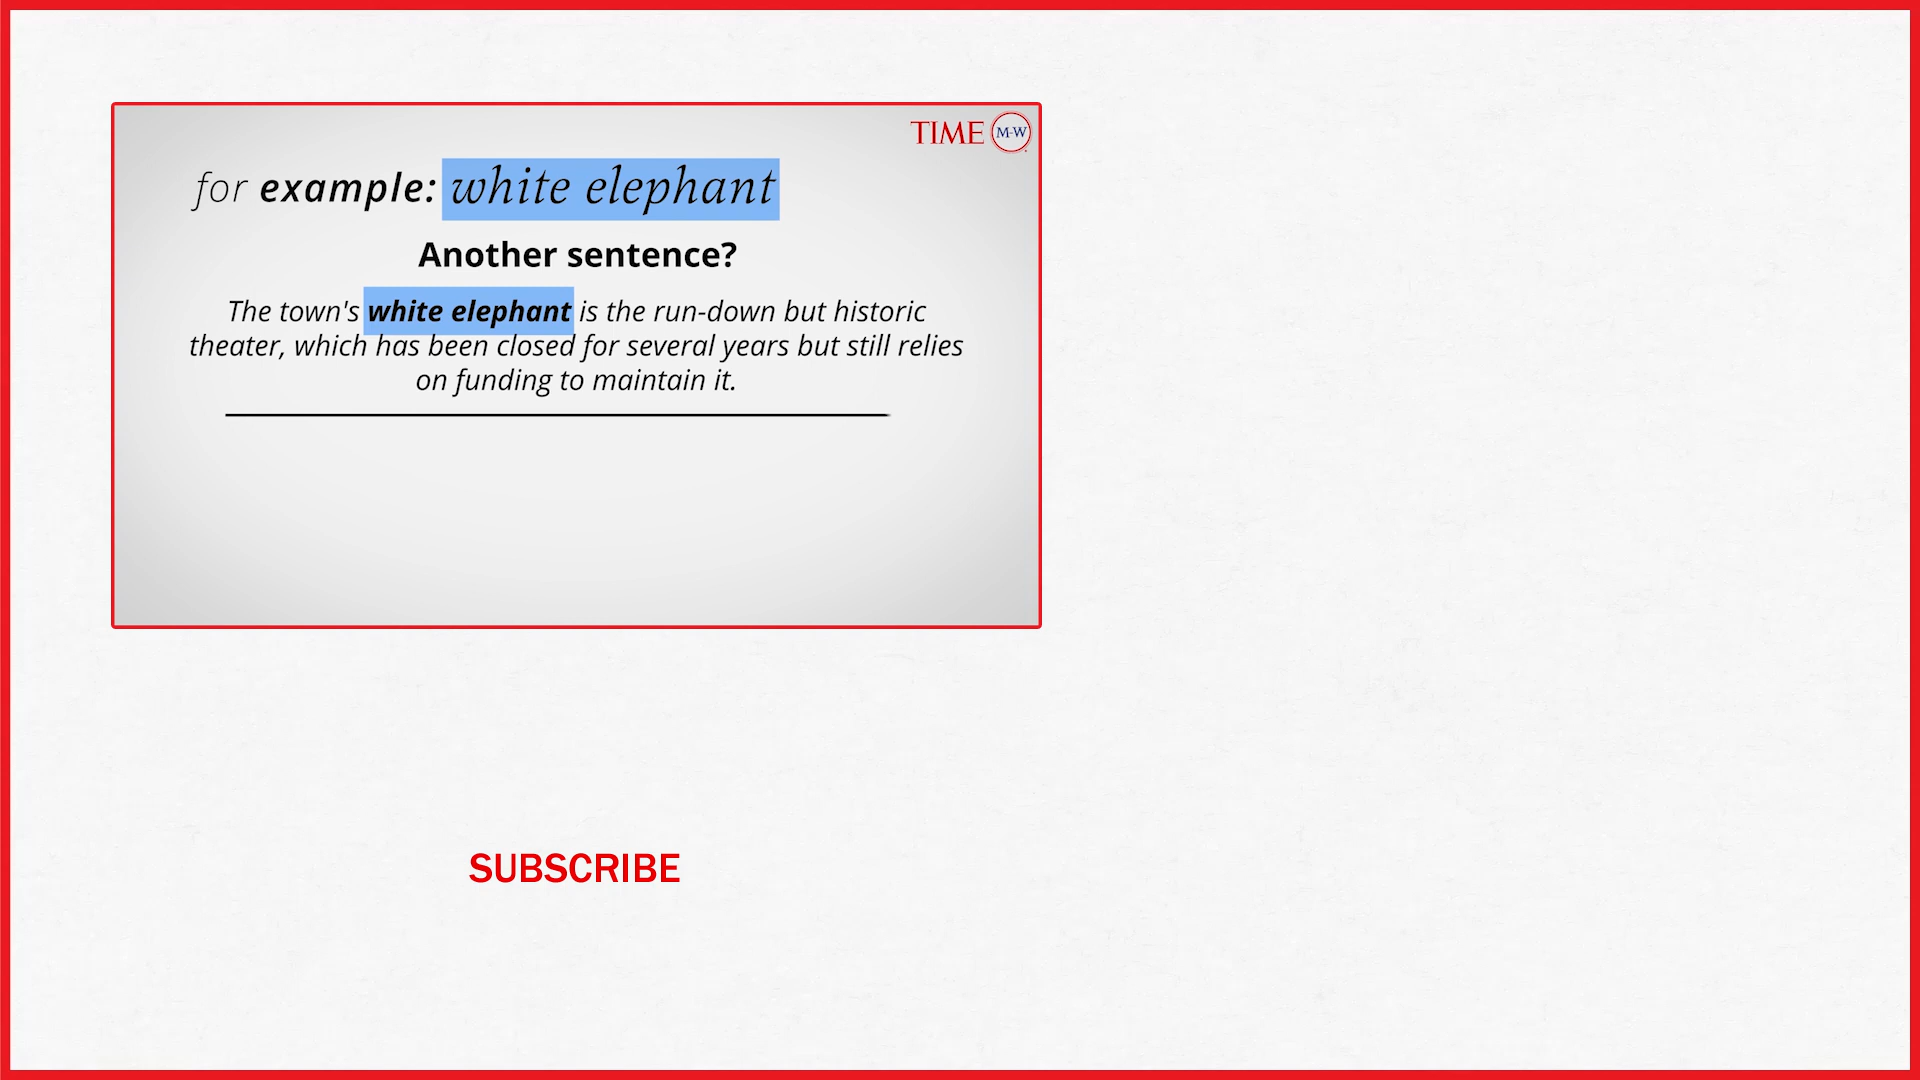 TIME M-W
for example: white elephant
Another sentence?
The town's white elephant is the run-down but historic
theater, which has been closed for several years but still relies
on funding to maintain it.
SUBSCRIBE